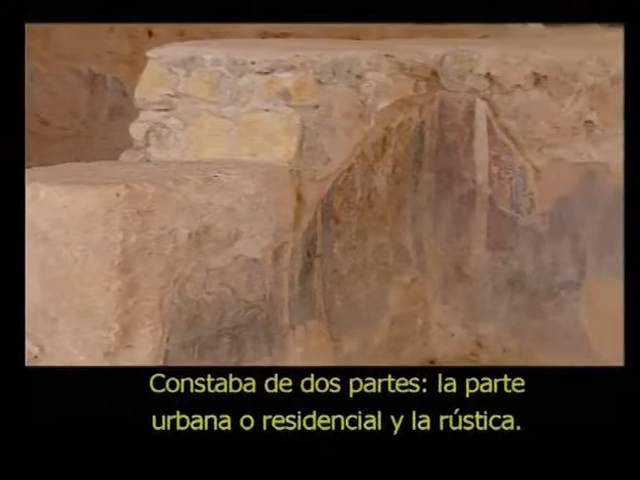 Constaba de dos partes: la parte
urbana o residencial y la rústica.